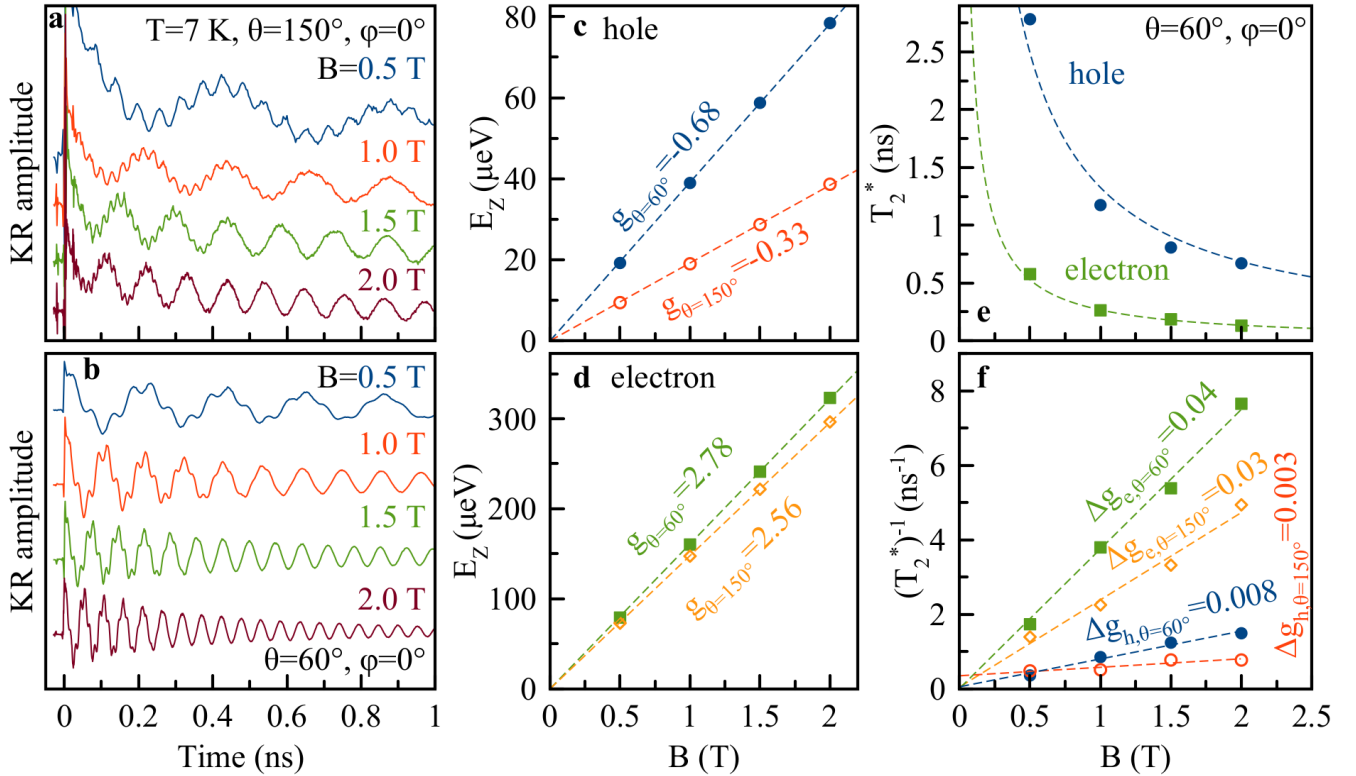 a
T=7 K, θ=150°, φ=0°
B=0.5 T
1.0 T
1.5 T
2.0 T
KR amplitude
b
B=0.5 T
1.0 T
1.5 T
2.0 T
θ=60°, φ=0°
KR amplitude
0 0.2 0.4 0.6 0.8 1
Time (ns)
c hole
80
60
40
20
0
E_Z (μeV)
g_θ=60°=-0.68
g_θ=150°=-0.33
d electron
300
200
100
0
E_Z (μeV)
g_θ=60°=2.78
g_θ=150°=2.56
0 0.5 1 1.5 2
B (T)
θ=60°, φ=0°
hole
electron
e
2.5
2
1.5
1
0.5
0
T_2^* (ns)
f
8
6
4
2
0
(T_2^*)^-1 (ns^-1)
Δg_e,θ=60°=0.04
Δg_e,θ=150°=0.03
Δg_h,θ=60°=0.008
Δg_h,θ=150°=0.003
0 0.5 1 1.5 2 2.5
B (T)